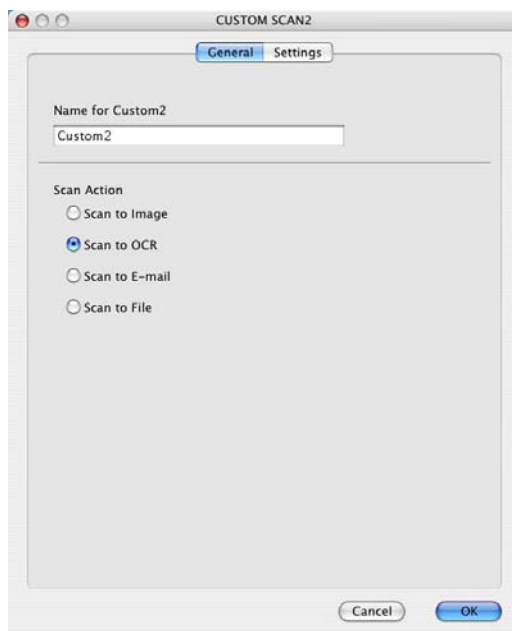 CUSTOM SCAN2
General Settings
Name for Custom2
Custom2
Scan Action
Scan to Image
Scan to OCR
Scan to E-mail
Scan to File
Cancel OK